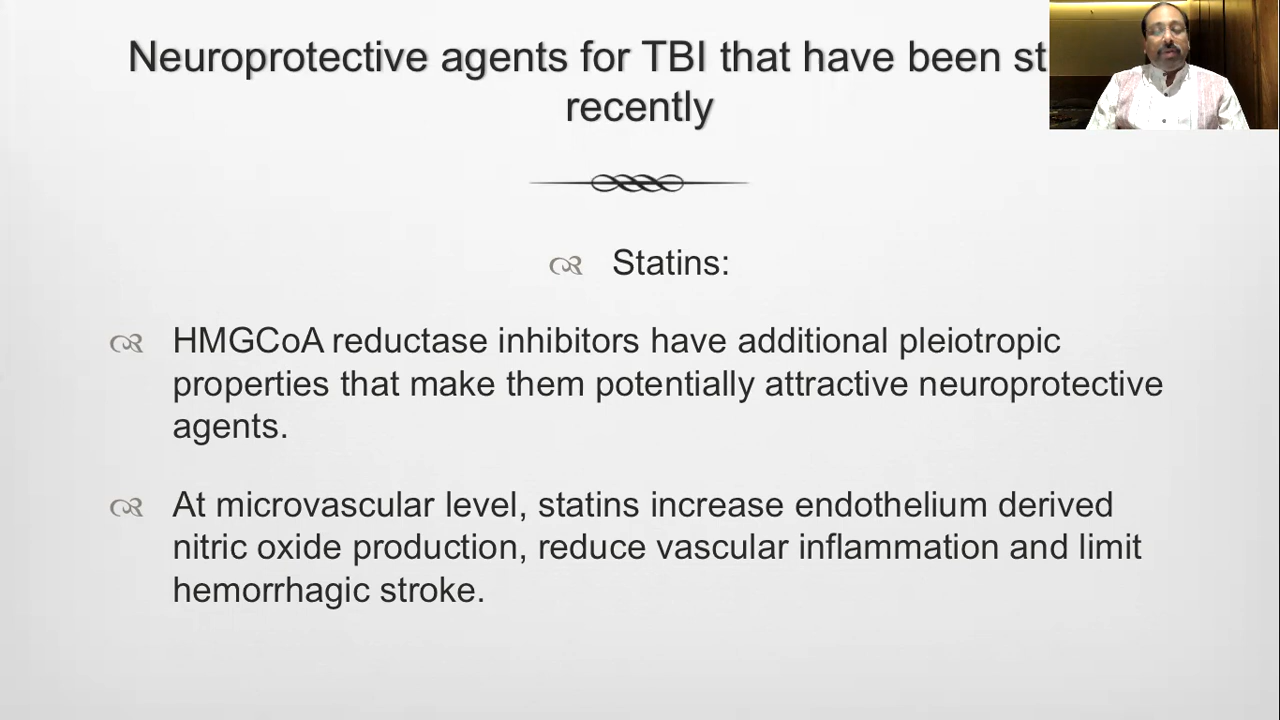 Neuroprotective agents for TBI that have been st
recently
Statins:
HMGCoA reductase inhibitors have additional pleiotropic
properties that make them potentially attractive neuroprotective
agents.
At microvascular level, statins increase endothelium derived
nitric oxide production, reduce vascular inflammation and limit
hemorrhagic stroke.